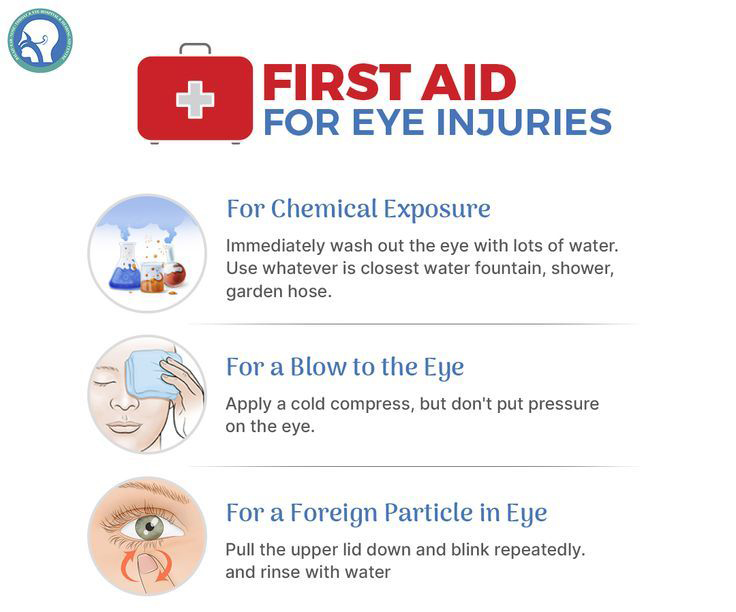 FIRST AID
FOR EYE INJURIES
For Chemical Exposure
Immediately wash out the eye with lots of water.
Use whatever is closest water fountain, shower,
garden hose.
For a Blow to the Eye
Apply a cold compress, but don't put pressure
on the eye.
For a Foreign Particle in Eye
Pull the upper lid down and blink repeatedly.
and rinse with water